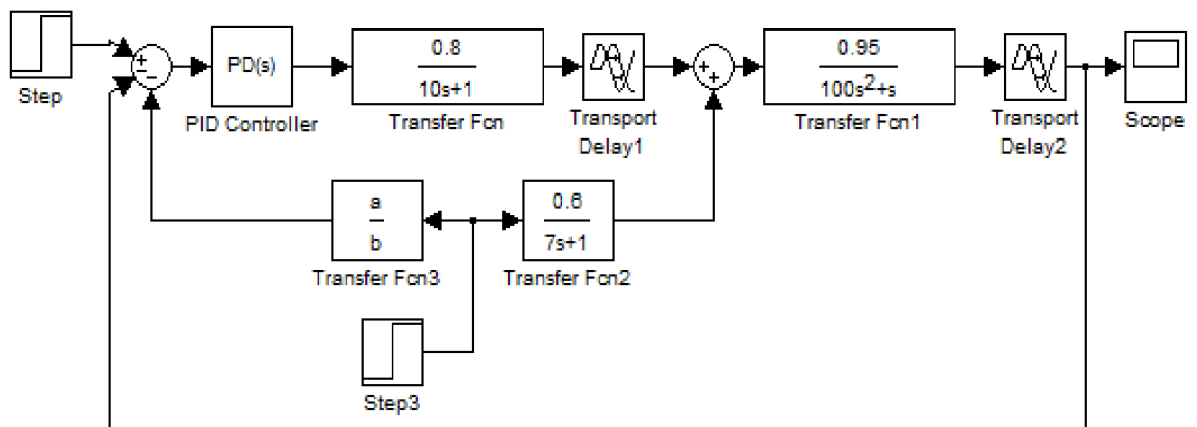 Step
+
−
PD(s)
PID Controller
0.8
10s+1
Transfer Fcn
Transport
Delay1
+
+
0.95
100s²+s
Transfer Fcn1
Transport
Delay2
Scope
a
b
Transfer Fcn3
0.6
7s+1
Transfer Fcn2
Step3